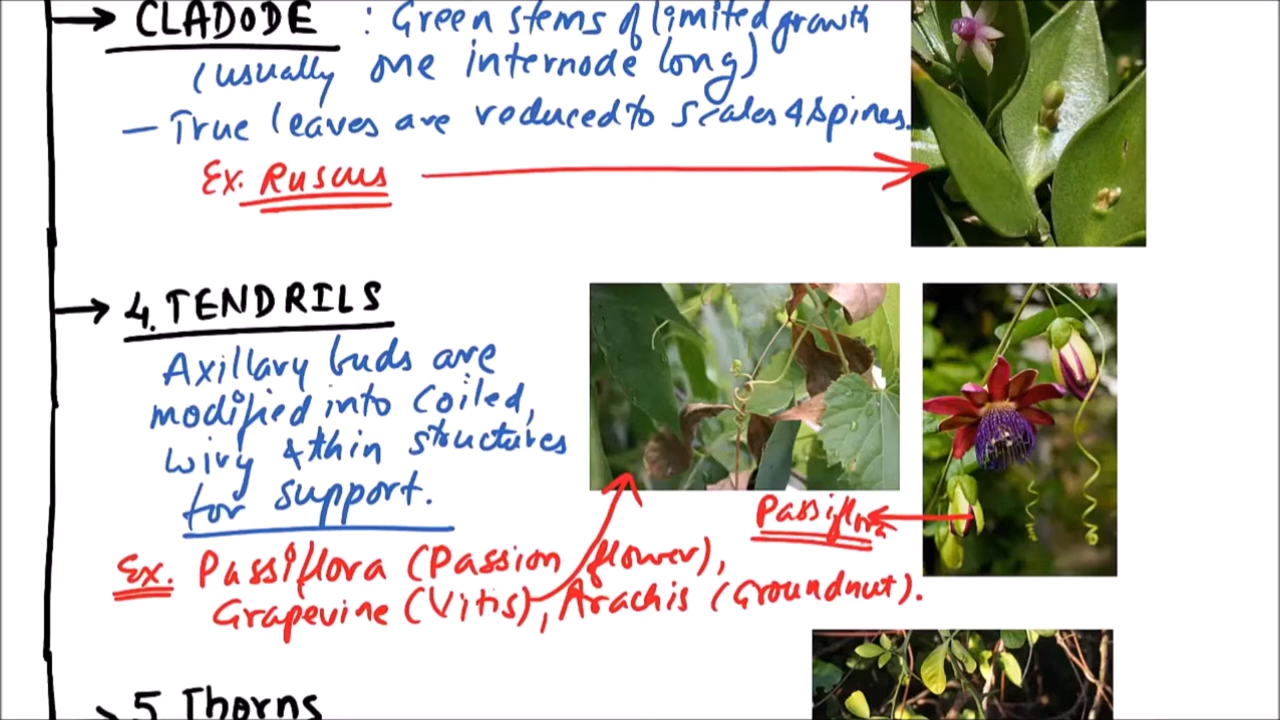 → CLADODE : Green stems of limited growth
(usually one internode long)
— True leaves are reduced to scales & spines.
Ex. Ruscus
→ 4. TENDRILS
Axillary buds are
modified into coiled,
wiry & thin structures
for support.
Passiflora
Ex. Passiflora (Passion flower),
Grapevine (Vitis), Arachis (Groundnut).
5. Thorns